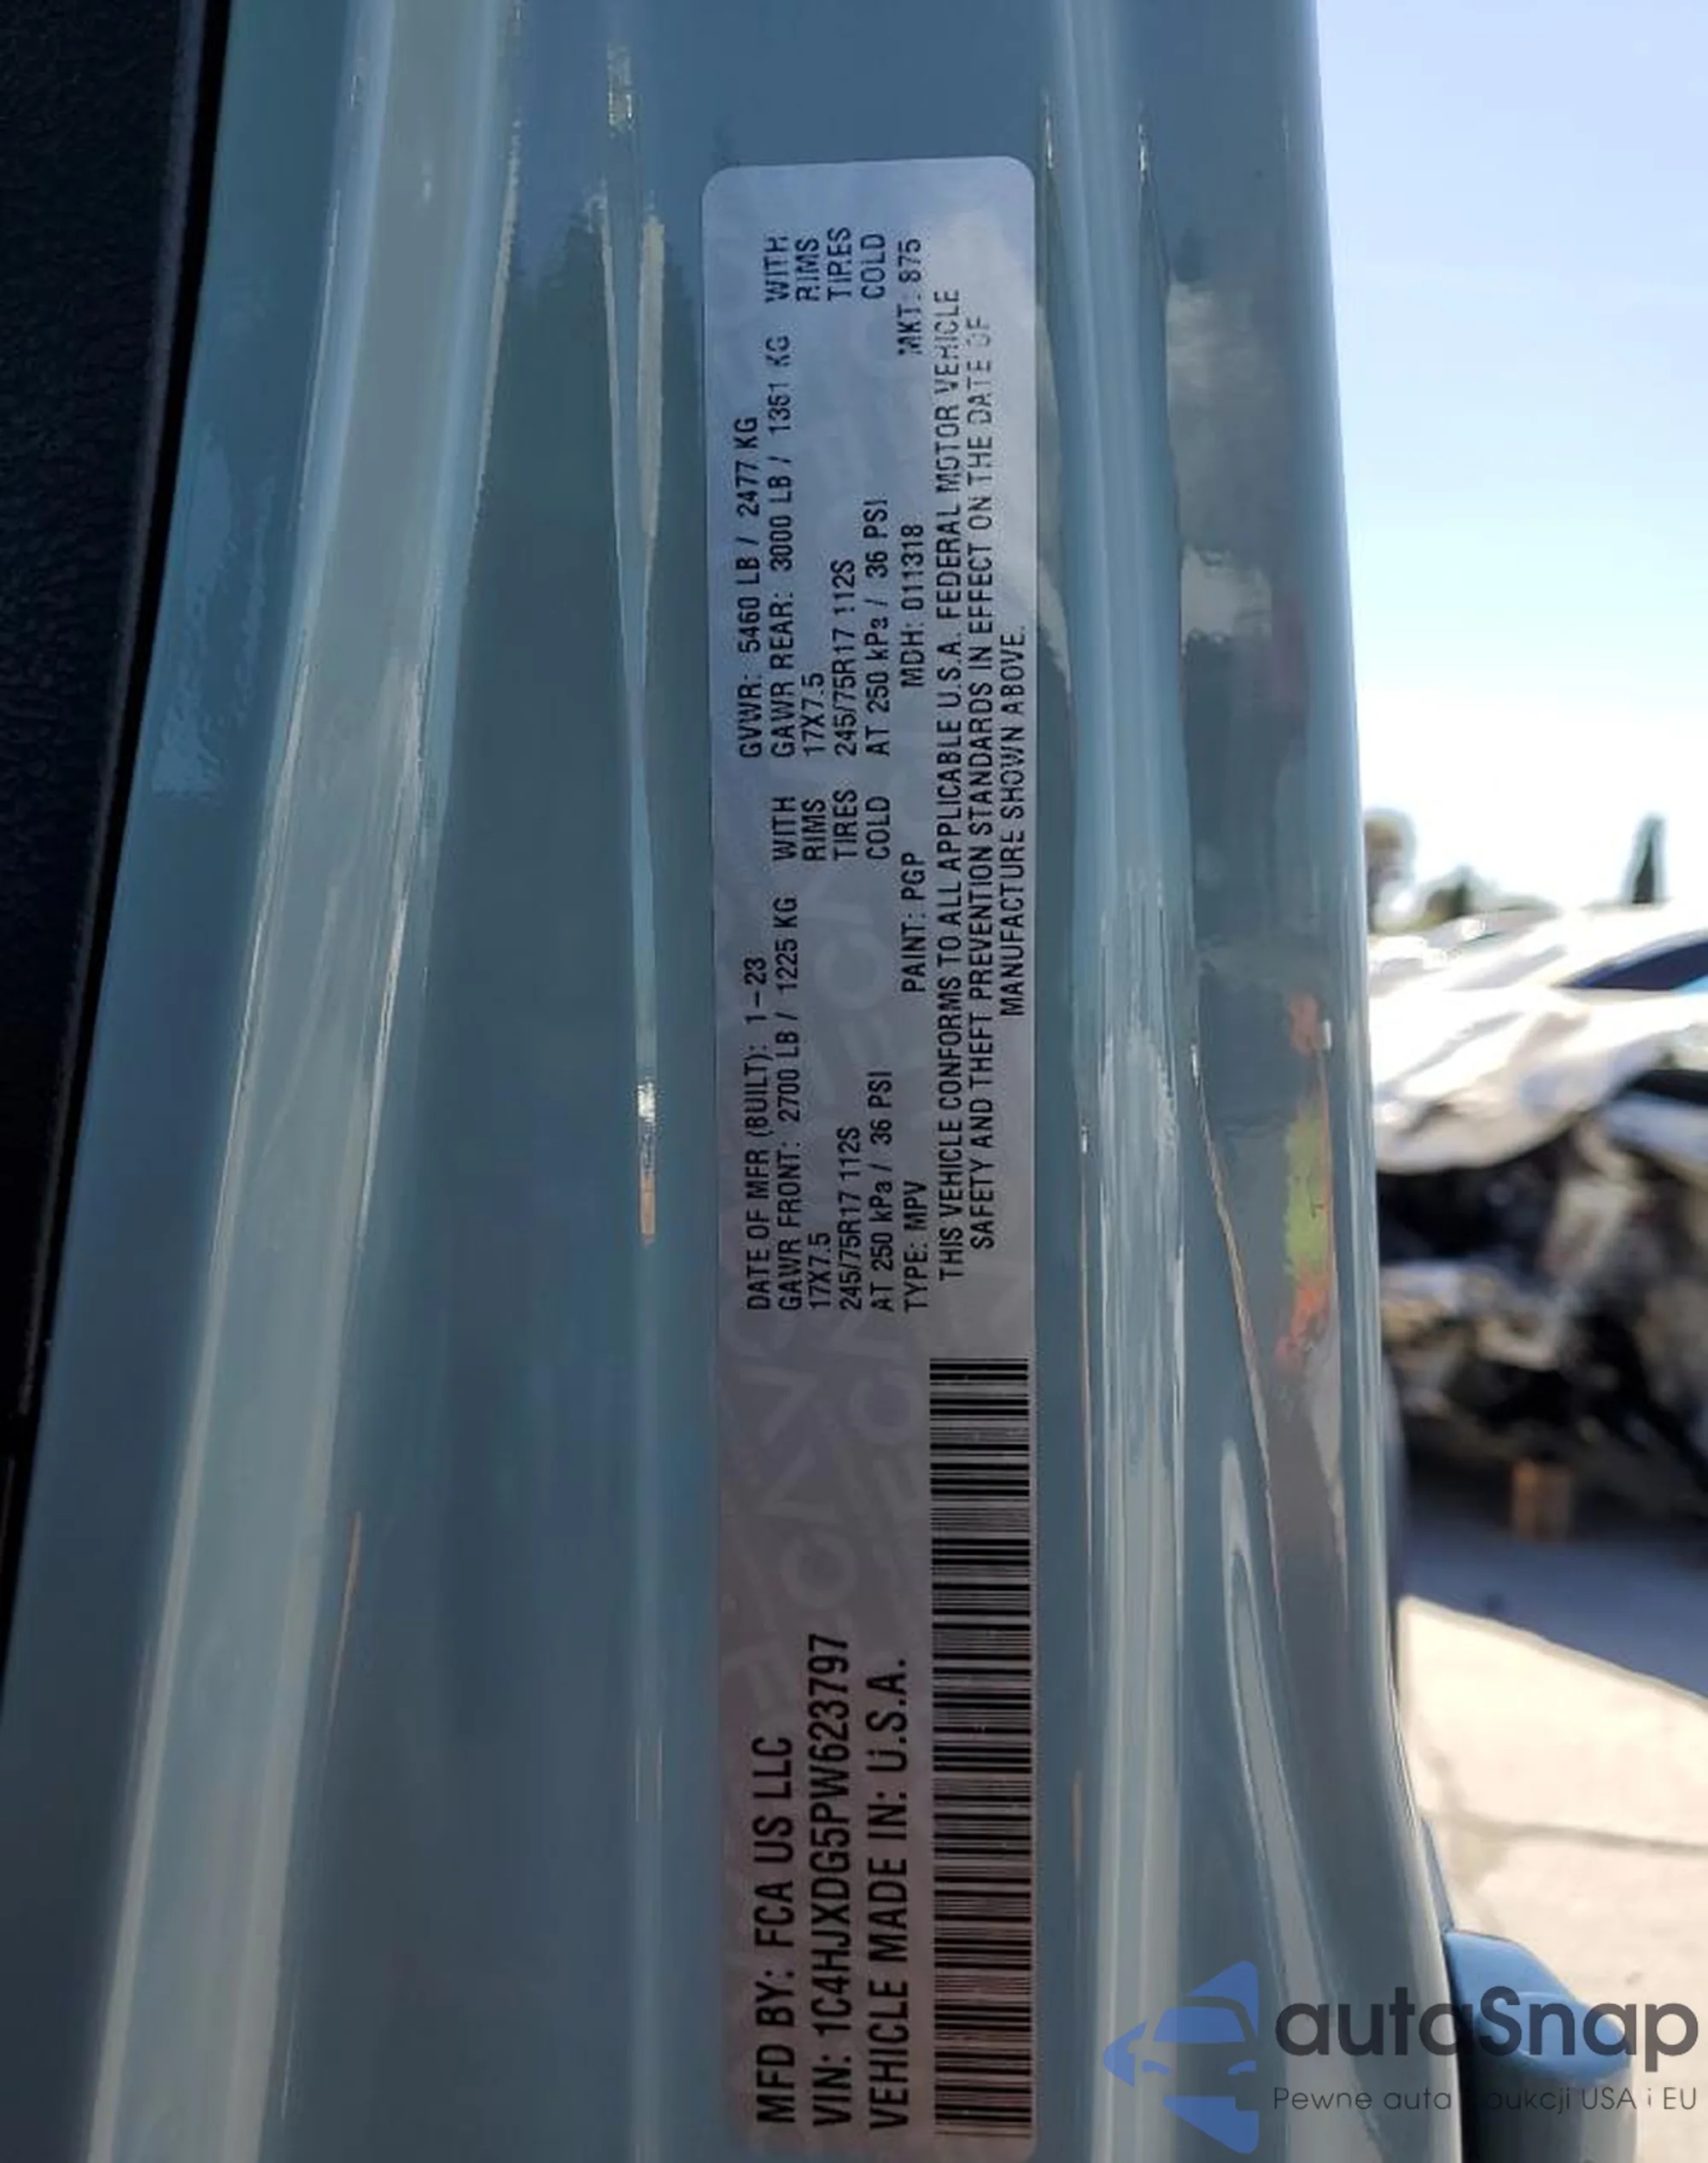 MFD BY: FCA US LLC
VIN: 1C4HJXDG5PW623797
VEHICLE MADE IN: U.S.A.
DATE OF MFR (BUILT): 1-23 GVWR: 5460 LB / 2477 KG
GAWR FRONT: 2700 LB / 1225 KG WITH GAWR REAR: 3000 LB / 1361 KG WITH
17X7.5 RIMS 17X7.5 RIMS
245/75R17 112S TIRES 245/75R17 112S TIRES
AT 250 kPa / 36 PSI COLD AT 250 kPa / 36 PSI COLD
TYPE: MPV PAINT: PGP MDH: 011318 MKT: 875
THIS VEHICLE CONFORMS TO ALL APPLICABLE U.S.A. FEDERAL MOTOR VEHICLE
SAFETY AND THEFT PREVENTION STANDARDS IN EFFECT ON THE DATE OF
MANUFACTURE SHOWN ABOVE.
autaSnap
Pewne auta USA i EU